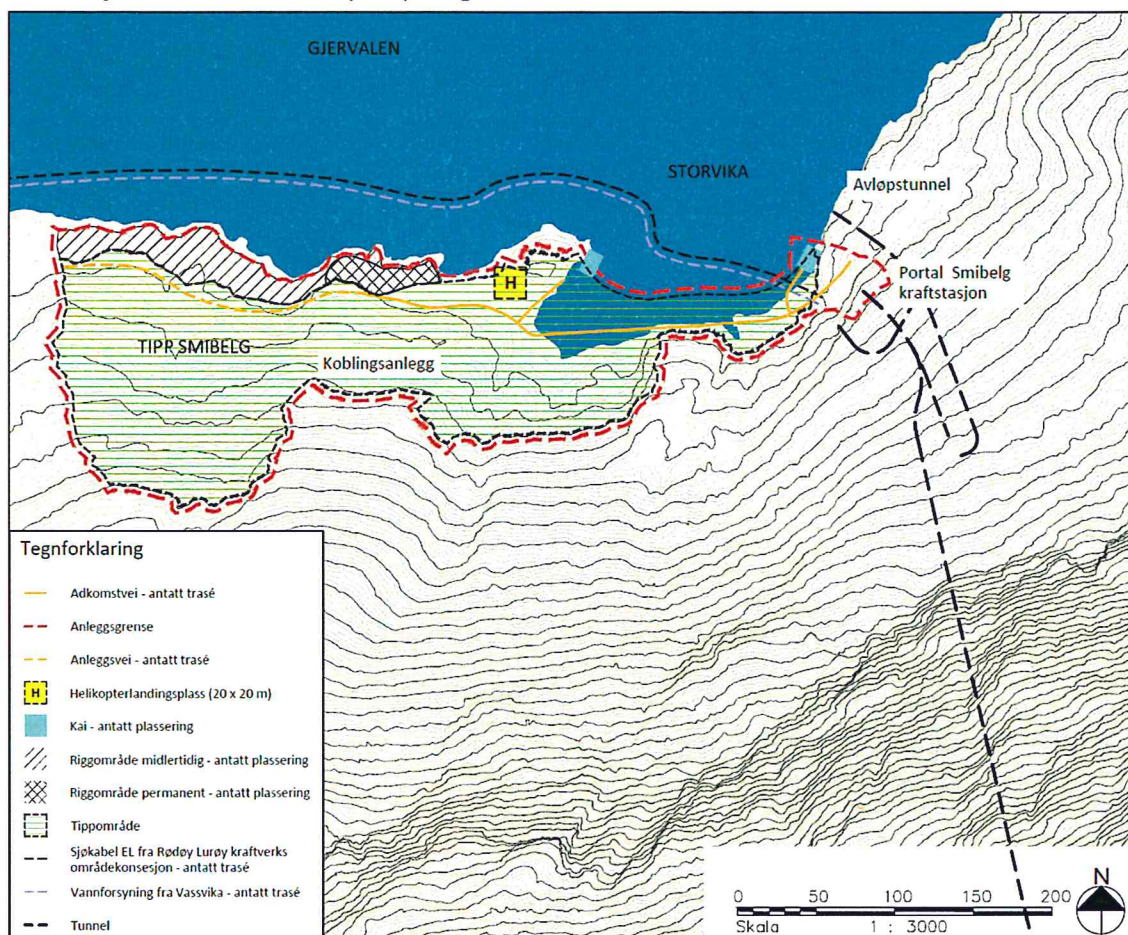 GJERVALEN
STORVIKA
Avløpstunnel
Portal Smibelg
kraftstasjon
H
TIPP SMIBELG
Koblingsanlegg
Tegnforklaring
Adkomstvei - antatt trasé
Anleggsgrense
Anleggsvei - antatt trasé
H
Helikopterlandingsplass (20 x 20 m)
Kai - antatt plassering
Riggområde midlertidig - antatt plassering
Riggområde permanent - antatt plassering
Tippområde
Sjøkabel EL fra Rødøy Lurøy kraftverks
områdekonsesjon - antatt trasé
Vannforsyning fra Vassvika - antatt trasé
Tunnel
0 50 100 150 200
Skala 1 : 3000
N